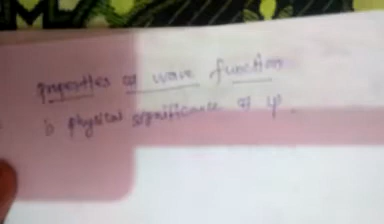 Properties of wave function
b physical significance of ψ.